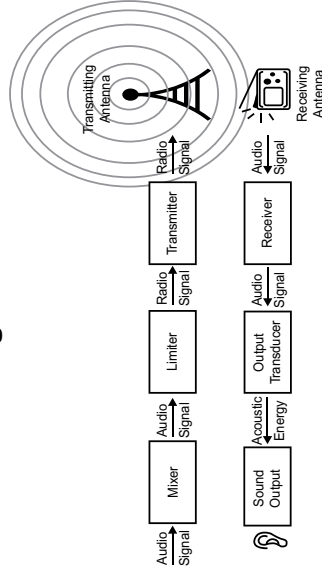 Audio
Signal
Mixer
Audio
Signal
Limiter
Radio
Signal
Transmitter
Radio
Signal
Transmitting
Antenna
Sound
Output
Acoustic
Energy
Output
Transducer
Audio
Signal
Receiver
Audio
Signal
Receiving
Antenna